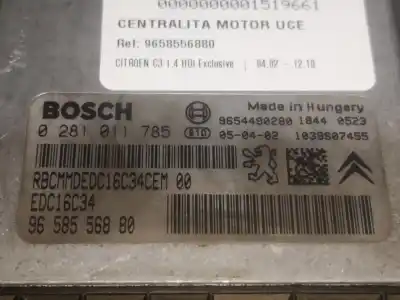 0000000001519661
CENTRALITA MOTOR UCE
Ref: 9658556880
CITROEN C3 1.4 HDi Exclusive | 04.02 - 12.10
BOSCH
Made in Hungary
0 281 011 785
9654480280 1844 0523
GTD 05-04-02 1039S07455
RBCMMDEDC16C34CEM 00
EDC16C34
96 585 568 80